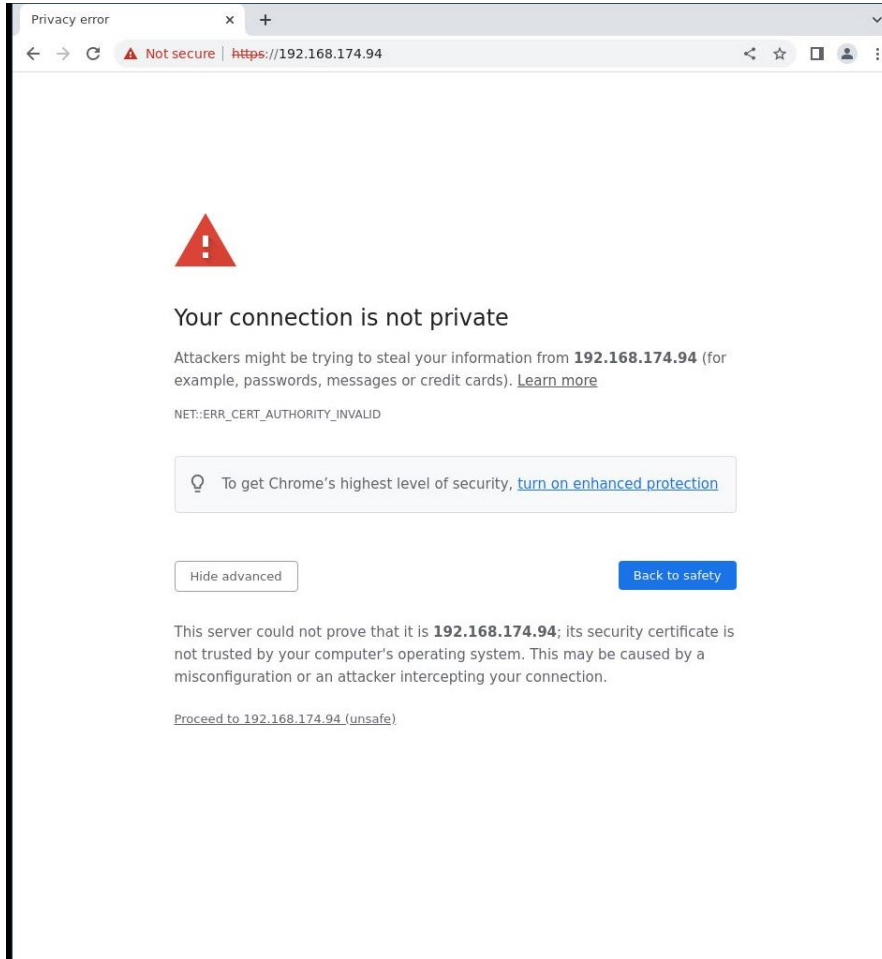 Privacy error
Not secure | https://192.168.174.94
Your connection is not private
Attackers might be trying to steal your information from 192.168.174.94 (for
example, passwords, messages or credit cards). Learn more
NET::ERR_CERT_AUTHORITY_INVALID
To get Chrome’s highest level of security, turn on enhanced protection
Hide advanced
Back to safety
This server could not prove that it is 192.168.174.94; its security certificate is
not trusted by your computer's operating system. This may be caused by a
misconfiguration or an attacker intercepting your connection.
Proceed to 192.168.174.94 (unsafe)